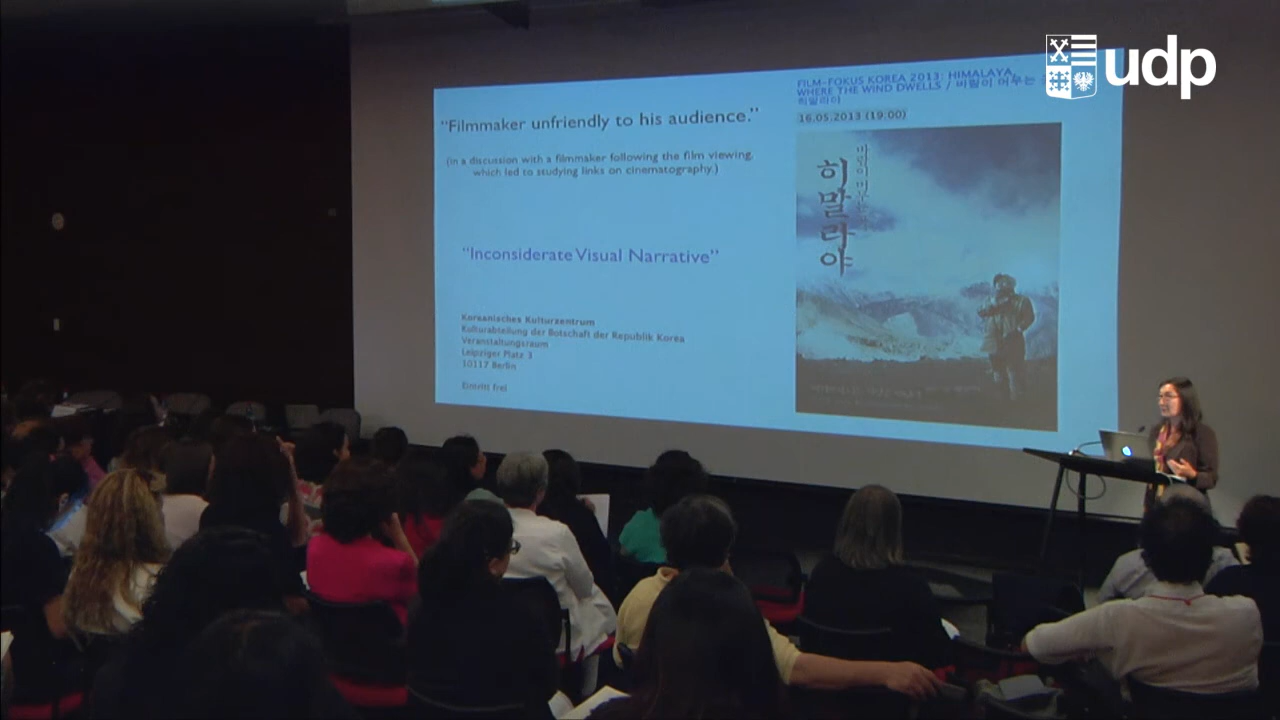 udp
FILM-FOKUS KOREA 2013: HIMALAYA,
WHERE THE WIND DWELLS / 바람이 머무는
히말라야
16.05.2013 (19:00)
“Filmmaker unfriendly to his audience.”
(in a discussion with a filmmaker following the film viewing,
which led to studying links on cinematography.)
“Inconsiderate Visual Narrative”
Koreanisches Kulturzentrum
Kulturabteilung der Botschaft der Republik Korea
Veranstaltungsraum
Leipziger Platz 3
10117 Berlin
Eintritt frei
히말라야